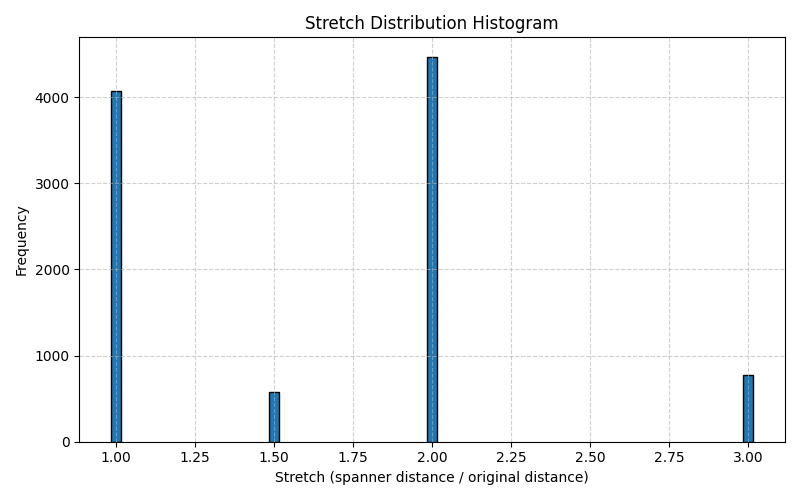 Stretch Distribution Histogram
Frequency
4000
3000
2000
1000
0
1.00 1.25 1.50 1.75 2.00 2.25 2.50 2.75 3.00
Stretch (spanner distance / original distance)